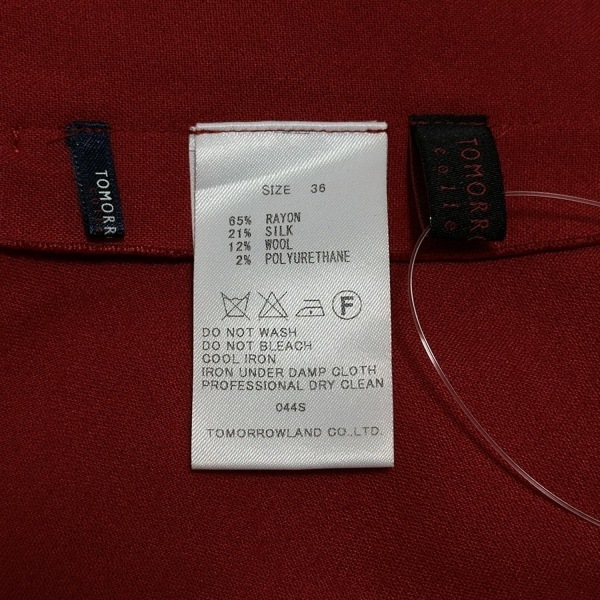 TOMORR
SIZE 36
65% RAYON
21% SILK
12% WOOL
2% POLYURETHANE
F
DO NOT WASH
DO NOT BLEACH
COOL IRON
IRON UNDER DAMP CLOTH
PROFESSIONAL DRY CLEAN
044S
TOMORROWLAND CO.,LTD.
TOMORR
colle